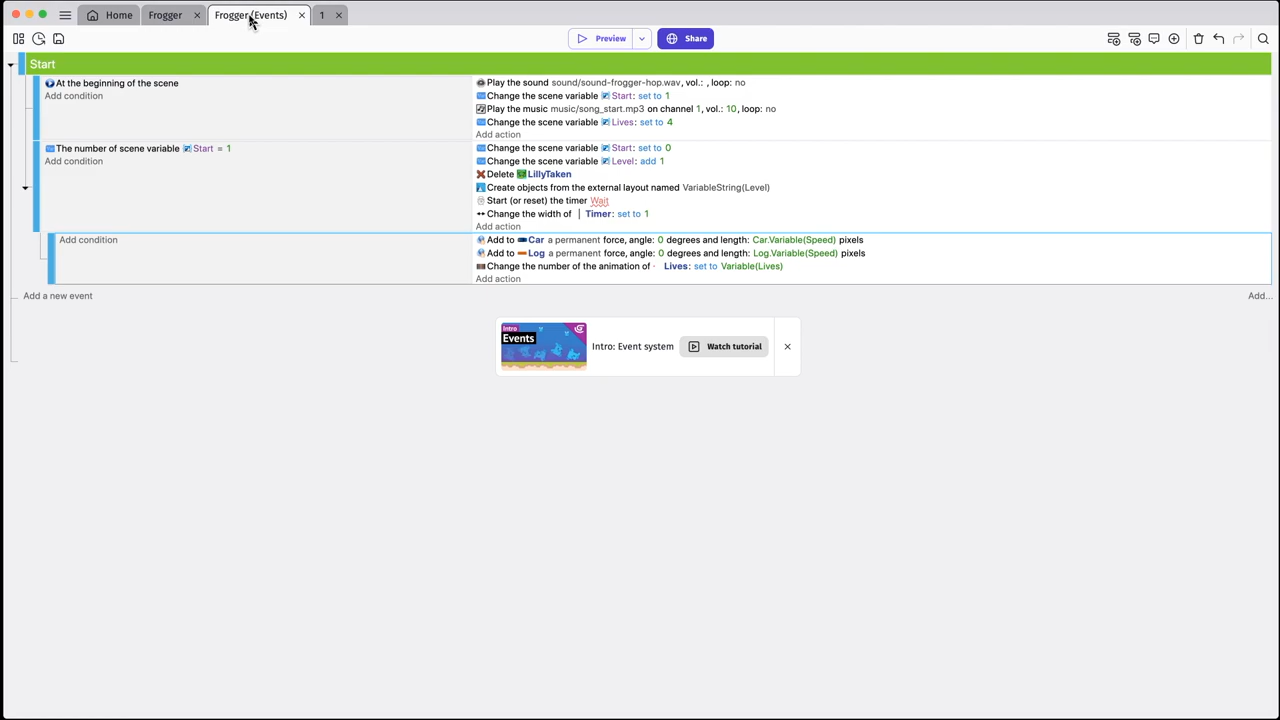 Home
Frogger
Frogger (Events)
1
Preview
Share
Start
At the beginning of the scene
Add condition
Play the sound sound/sound-frogger-hop.wav, vol.: , loop: no
Change the scene variable Start: set to 1
Play the music music/song_start.mp3 on channel 1, vol.: 10, loop: no
Change the scene variable Lives: set to 4
Add action
The number of scene variable Start = 1
Add condition
Change the scene variable Start: set to 0
Change the scene variable Level: add 1
Delete LillyTaken
Create objects from the external layout named VariableString(Level)
Start (or reset) the timer Wait
Change the width of Timer: set to 1
Add action
Add condition
Add to Car a permanent force, angle: 0 degrees and length: Car.Variable(Speed) pixels
Add to Log a permanent force, angle: 0 degrees and length: Log.Variable(Speed) pixels
Change the number of the animation of Lives: set to Variable(Lives)
Add action
Add a new event
Add...
Intro
Events
Intro: Event system
Watch tutorial